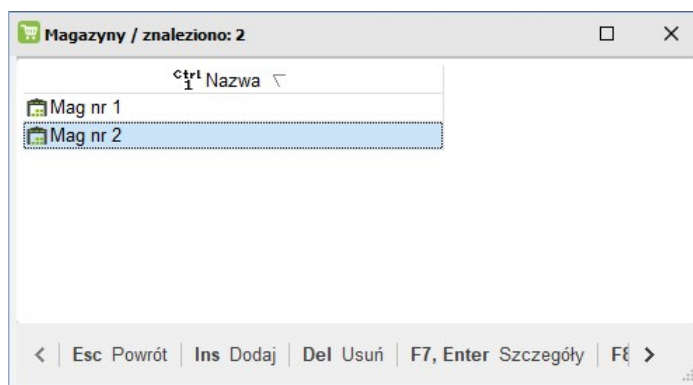 Magazyny / znaleziono: 2
Ctrl 1 Nazwa
Mag nr 1
Mag nr 2
Esc Powrót Ins Dodaj Del Usuń F7, Enter Szczegóły